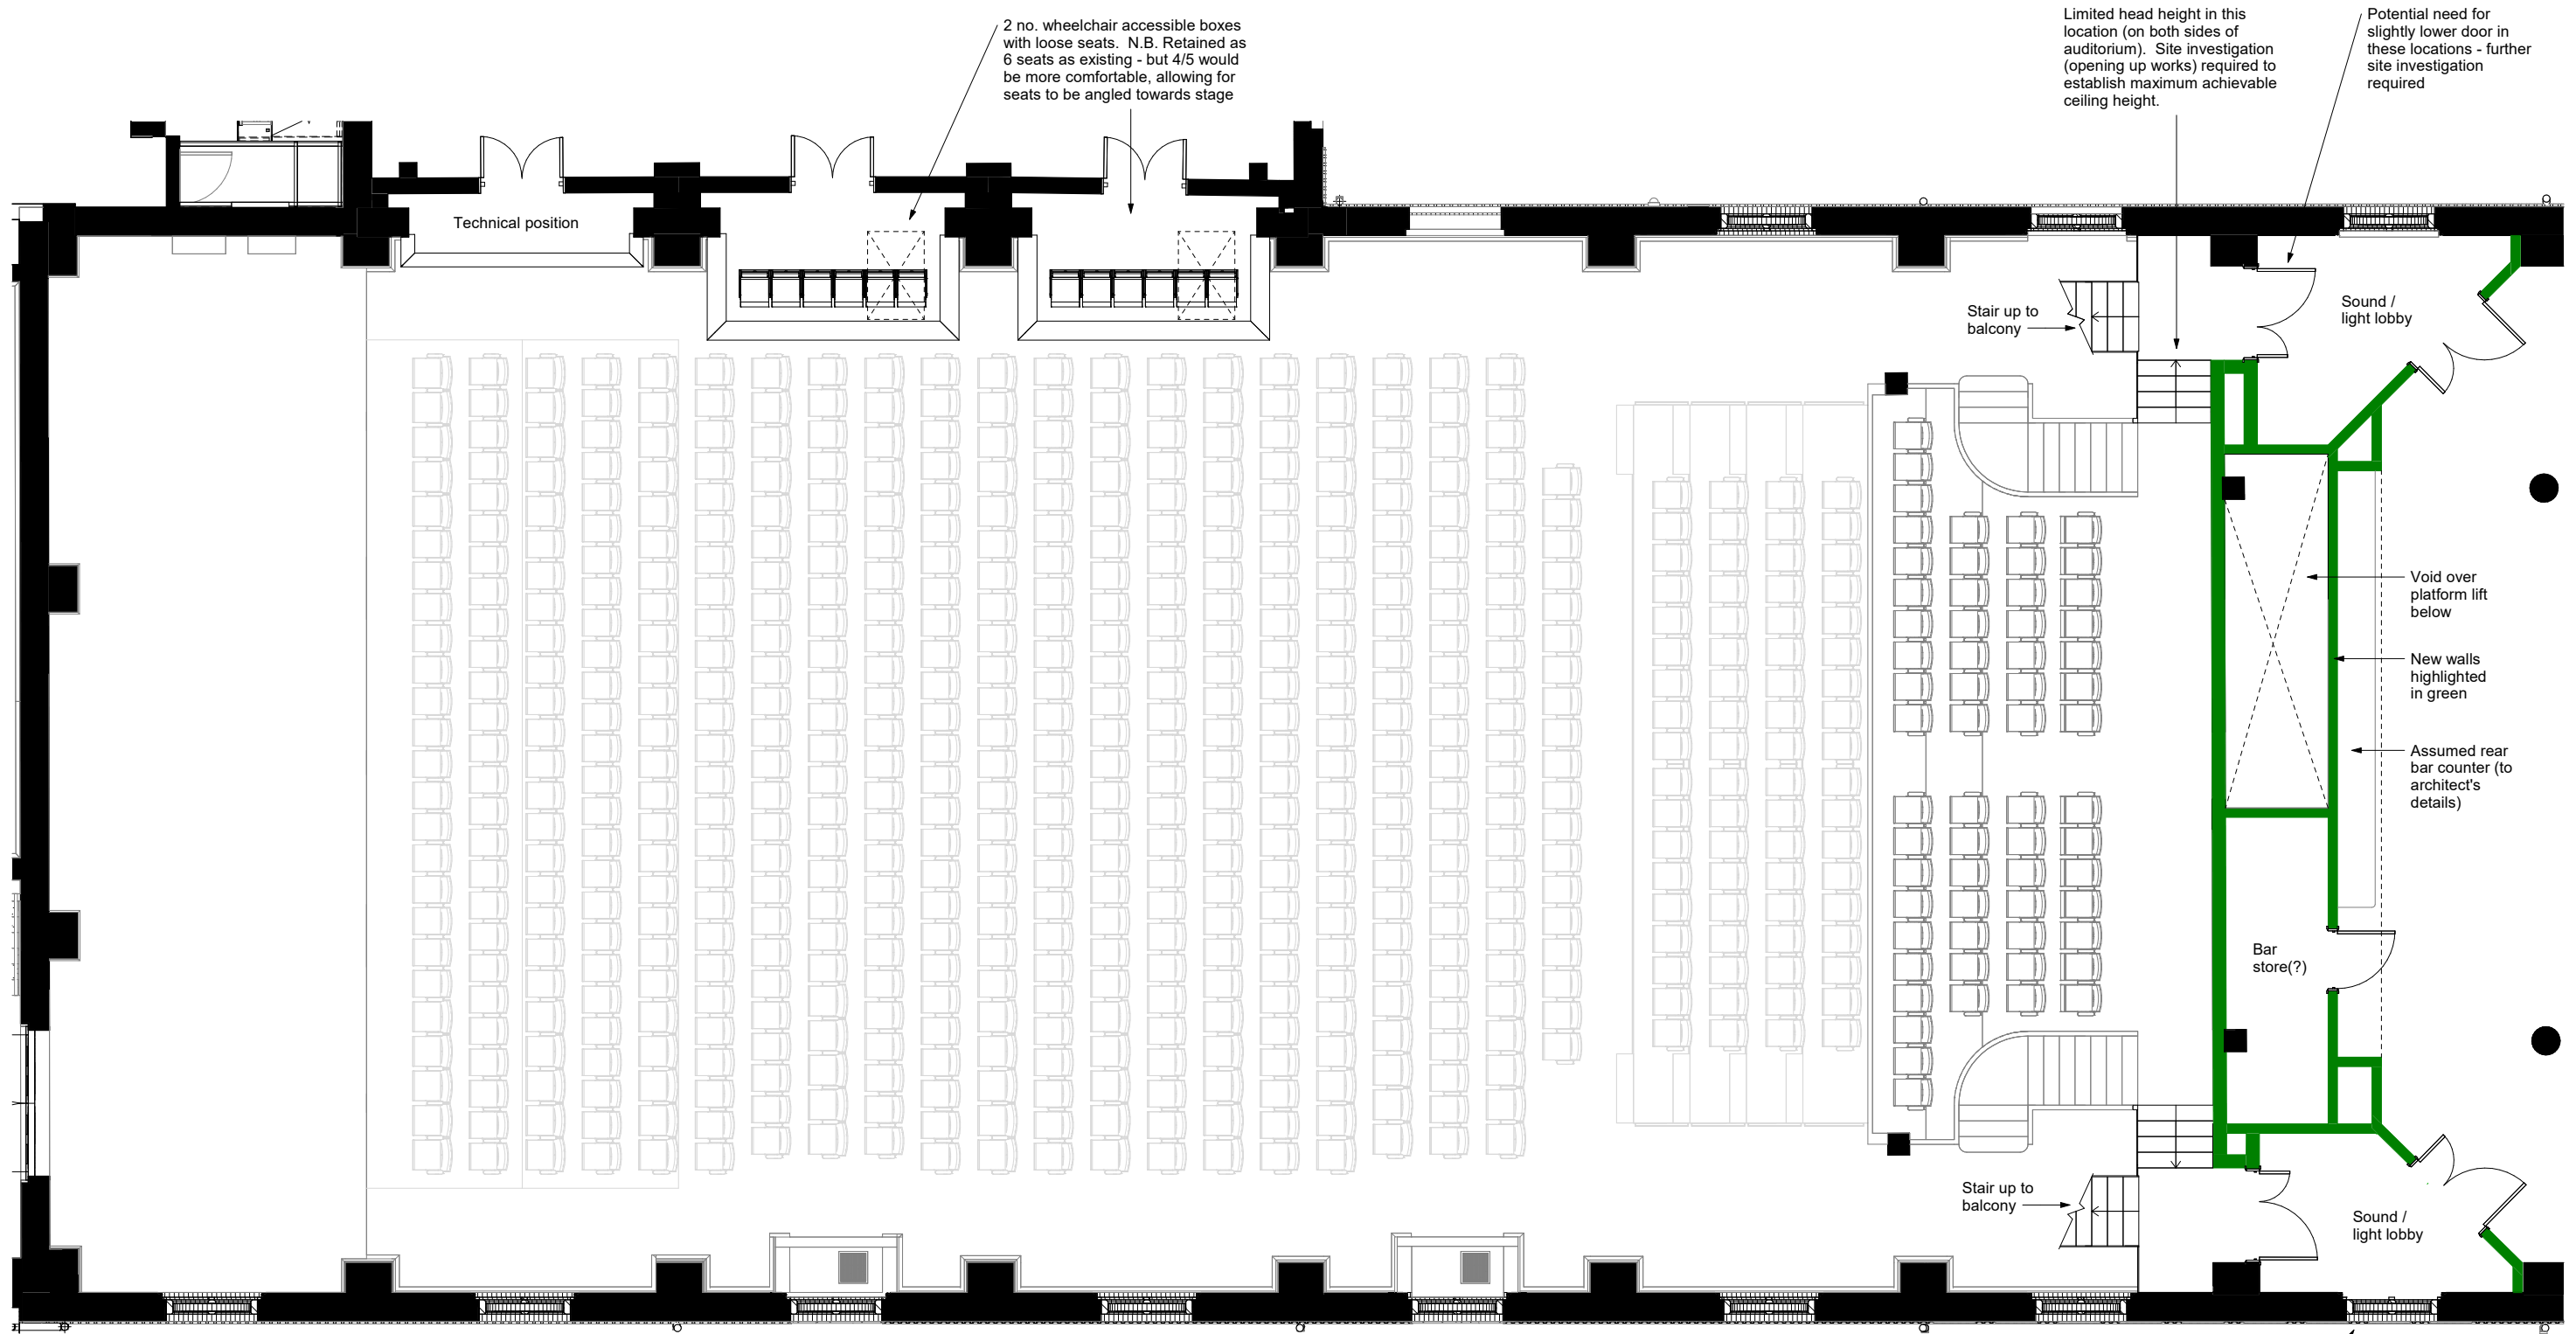 2 no. wheelchair accessible boxes
with loose seats.  N.B. Retained as
6 seats as existing - but 4/5 would
be more comfortable, allowing for
seats to be angled towards stage
Limited head height in this
location (on both sides of
auditorium).  Site investigation
(opening up works) required to
establish maximum achievable
ceiling height.
Potential need for
slightly lower door in
these locations - further
site investigation
required
Technical position
Stair up to
balcony
Sound /
light lobby
Void over
platform lift
below
New walls
highlighted
in green
Assumed rear
bar counter (to
architect's
details)
Bar
store(?)
Stair up to
balcony
Sound /
light lobby